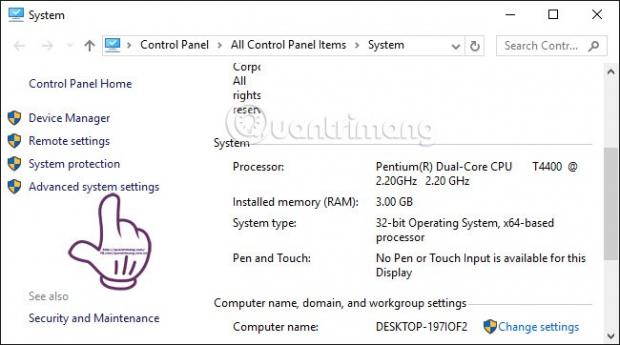 System
Control Panel > All Control Panel Items > System
Search Contr...
Control Panel Home
Device Manager
Remote settings
System protection
Advanced system settings
See also
Security and Maintenance
Corpo
All
rights
reserv
Quantrimang
System
Processor: Pentium(R) Dual-Core CPU T4400 @
2.20GHz 2.20 GHz
Installed memory (RAM): 3.00 GB
System type: 32-bit Operating System, x64-based
processor
Pen and Touch: No Pen or Touch Input is available for this
Display
Computer name, domain, and workgroup settings
Computer name: DESKTOP-197IOF2 Change settings